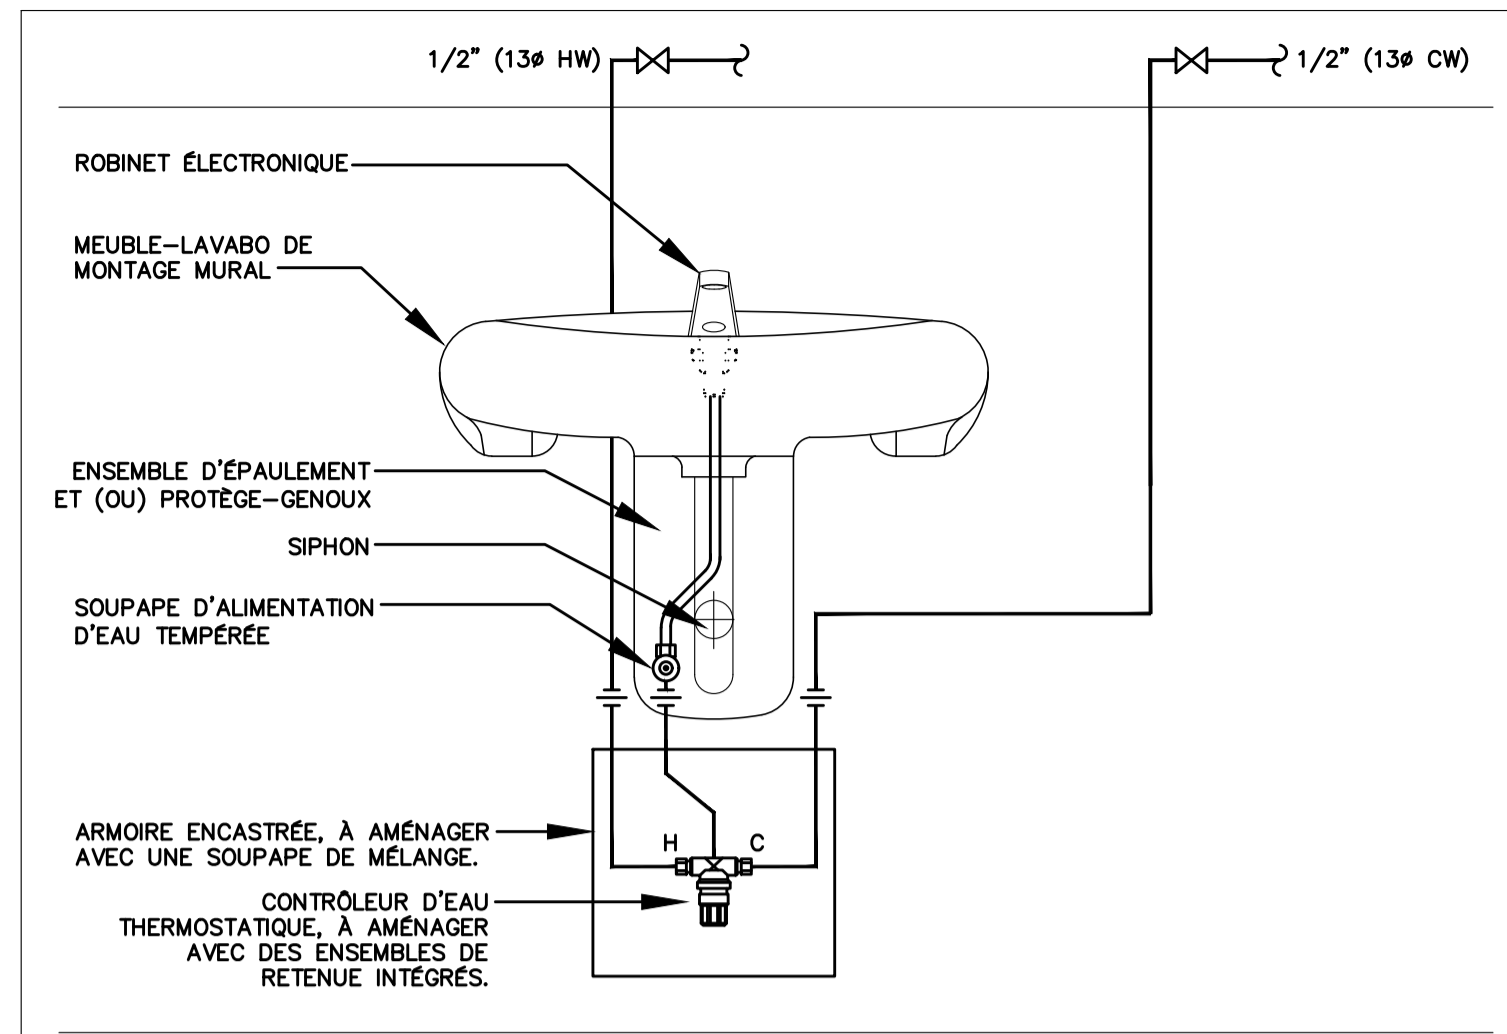 1/2” (13ø HW)
1/2” (13ø CW)
ROBINET ÉLECTRONIQUE
MEUBLE–LAVABO DE
MONTAGE MURAL
ENSEMBLE D'ÉPAULEMENT
ET (OU) PROTÈGE–GENOUX
SIPHON
SOUPAPE D'ALIMENTATION
D'EAU TEMPÉRÉE
ARMOIRE ENCASTRÉE, À AMÉNAGER
AVEC UNE SOUPAPE DE MÉLANGE.
H
C
CONTRÔLEUR D'EAU
THERMOSTATIQUE, À AMÉNAGER
AVEC DES ENSEMBLES DE
RETENUE INTÉGRÉS.